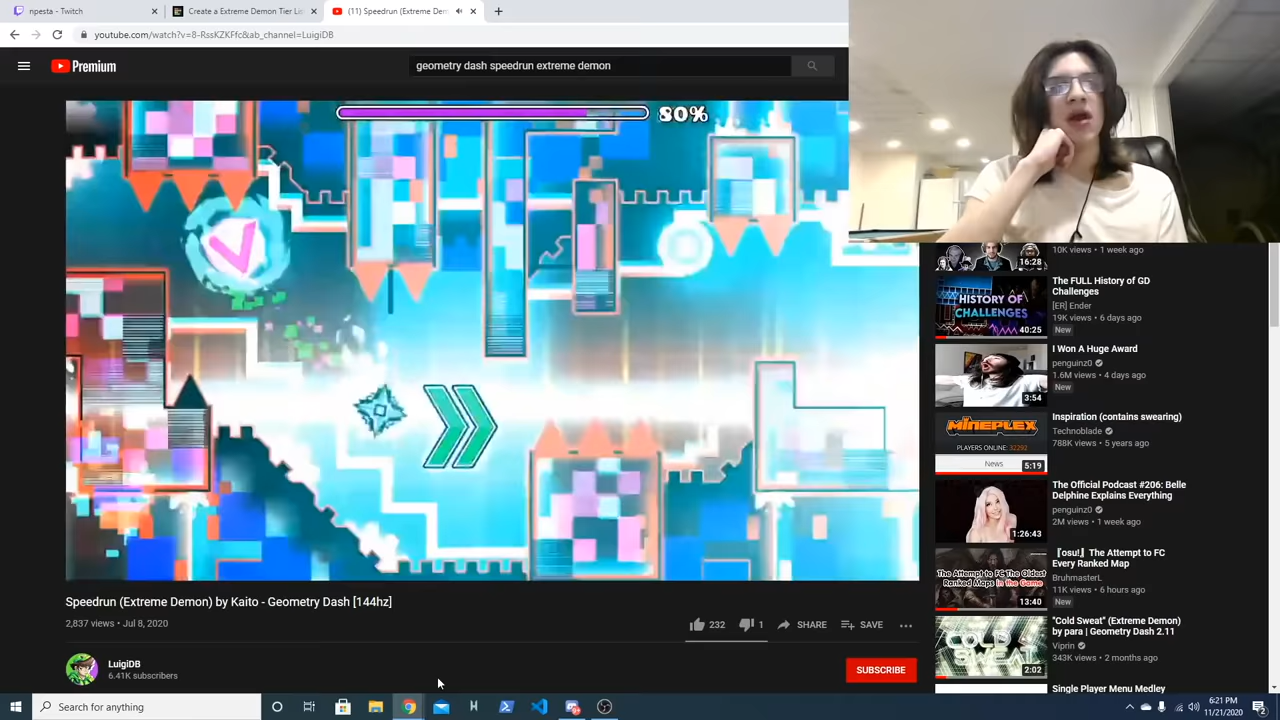 npesta - Twitch
Create a Extreme Demon Tier Li
(11) Speedrun (Extreme Den
youtube.com/watch?v=8-RssKZKFfc&ab_channel=LuigiDB
Premium
geometry dash speedrun extreme demon
80%
16:28
10K views • 1 week ago
HISTORY OF
CHALLENGES
40:25
The FULL History of GD
Challenges
[ER] Ender
19K views • 6 days ago
New
3:54
I Won A Huge Award
penguinz0
1.6M views • 4 days ago
New
MINEPLEX
PLAYERS ONLINE: 32292
News
5:19
Inspiration (contains swearing)
Technoblade
788K views • 5 years ago
1:26:43
The Official Podcast #206: Belle
Delphine Explains Everything
penguinz0
2M views • 1 week ago
The Attempt to FC The Oldest
Ranked Maps in the Game
13:40
『osu!』The Attempt to FC
Every Ranked Map
BruhmasterL
11K views • 6 hours ago
New
COLD
SWEAT
2:02
"Cold Sweat" (Extreme Demon)
by para | Geometry Dash 2.11
Viprin
343K views • 2 months ago
Single Player Menu Medley
Speedrun (Extreme Demon) by Kaito - Geometry Dash [144hz]
2,837 views • Jul 8, 2020
232
1
SHARE
SAVE
LuigiDB
6.41K subscribers
SUBSCRIBE
Search for anything
6:21 PM
11/21/2020
2